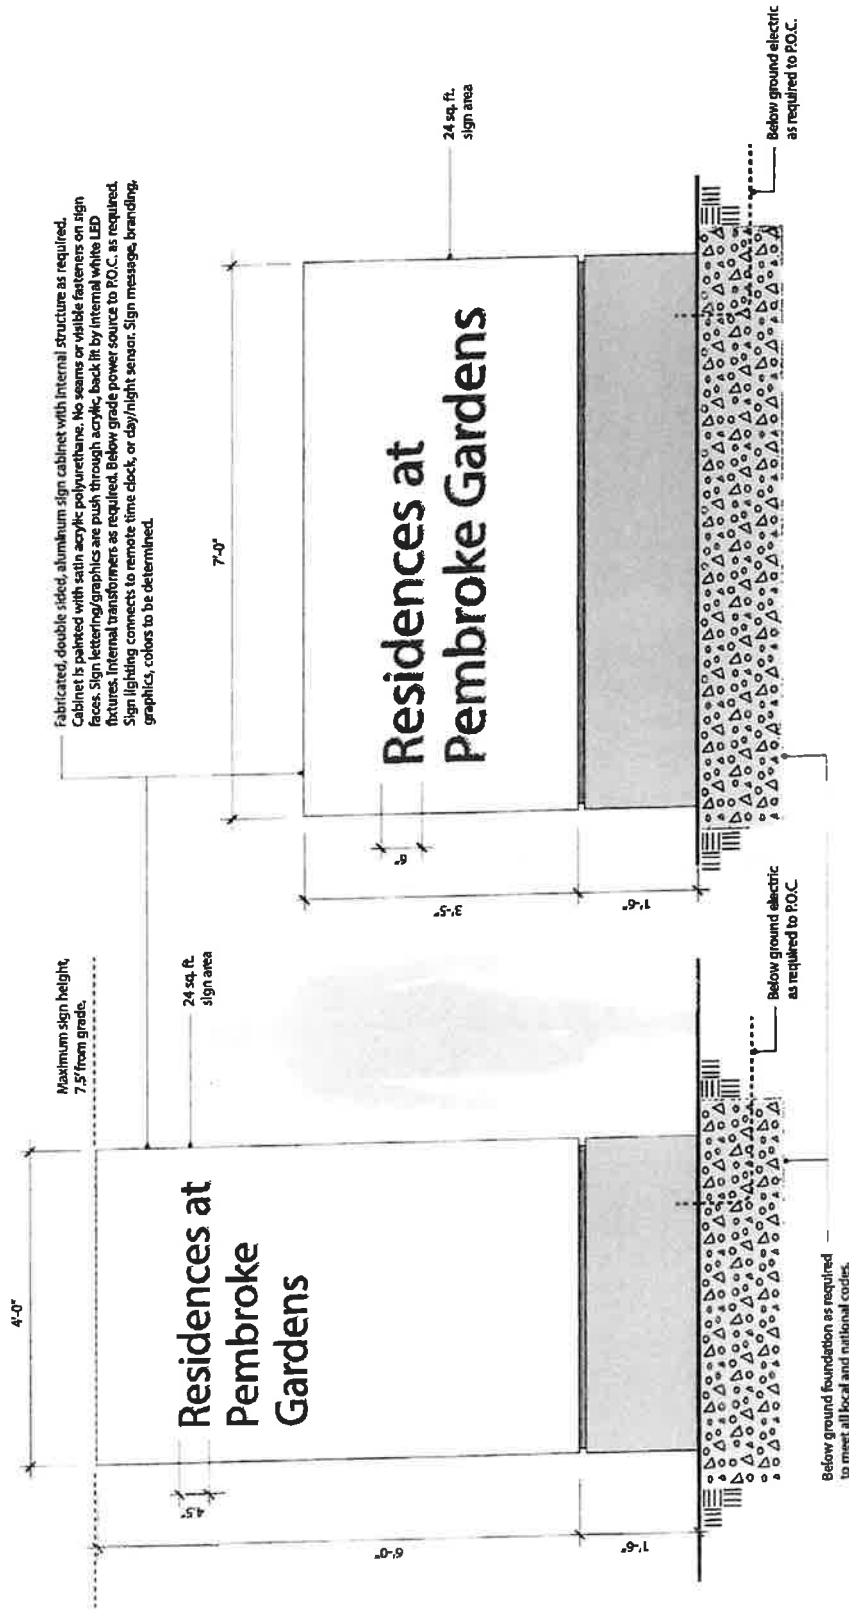 Maximum sign height,
7.5' from grade.
4'-0"
24 sq. ft.
sign area
Residences at
Pembroke
Gardens
4.5"
6'-0"
1'-6"
Below ground electric
as required to P.O.C.
Below ground foundation as required
to meet all local and national codes.
Fabricated, double sided, aluminum sign cabinet with internal structure as required.
Cabinet is painted with satin acrylic polyurethane. No seams or visible fasteners on sign
faces. Sign lettering/graphics are push through acrylic, back lit by internal white LED
fixtures. Internal transformers as required. Below grade power source to P.O.C. as required.
Sign lighting connects to remote time clock, or day/night sensor. Sign message, branding,
graphics, colors to be determined.
7'-0"
24 sq. ft.
sign area
Residences at
Pembroke Gardens
6"
3'-5"
1'-6"
Below ground electric
as required to P.O.C.